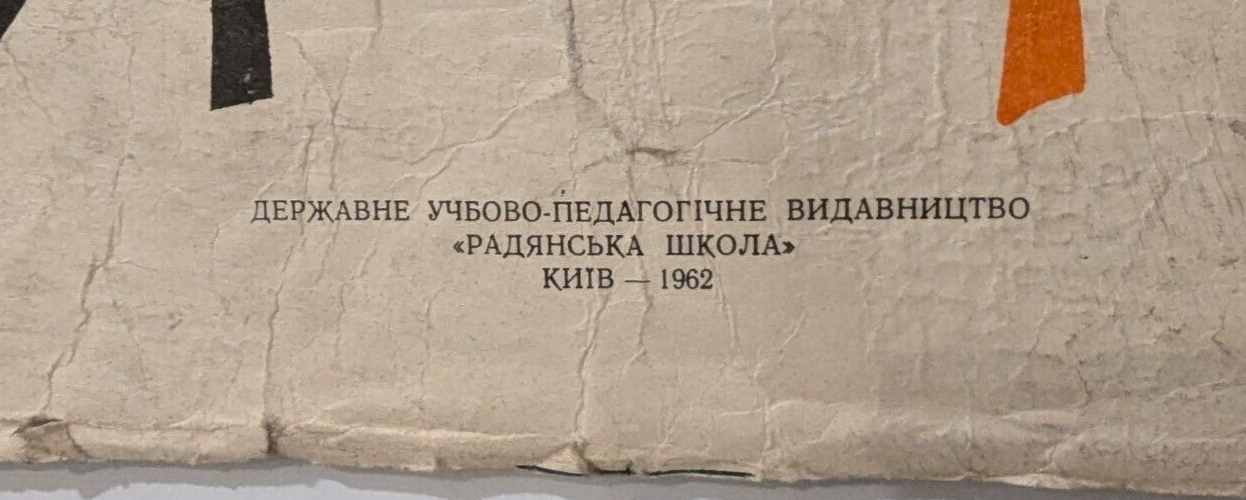 ДЕРЖАВНЕ УЧБОВО-ПЕДАГОГІЧНЕ ВИДАВНИЦТВО
«РАДЯНСЬКА ШКОЛА»
КИЇВ — 1962